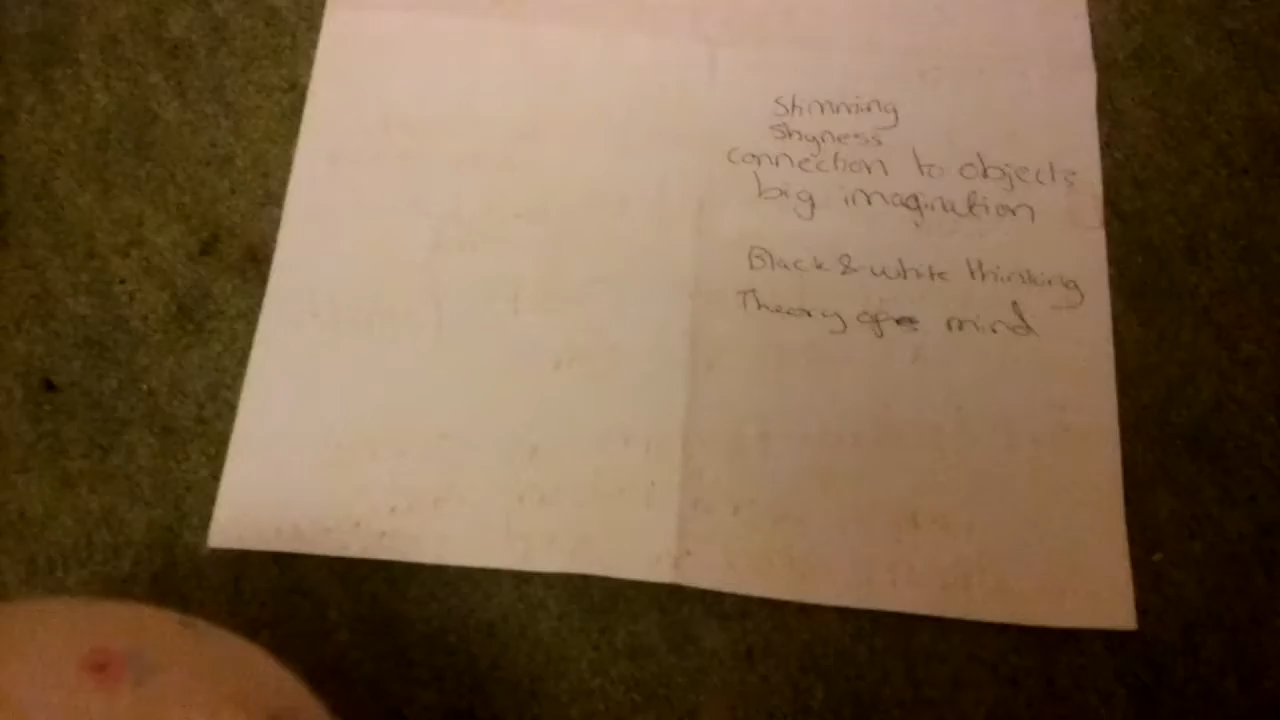 Stimming
Shyness
connection to objects
big imagination
Black & white thinking
Theory of mind